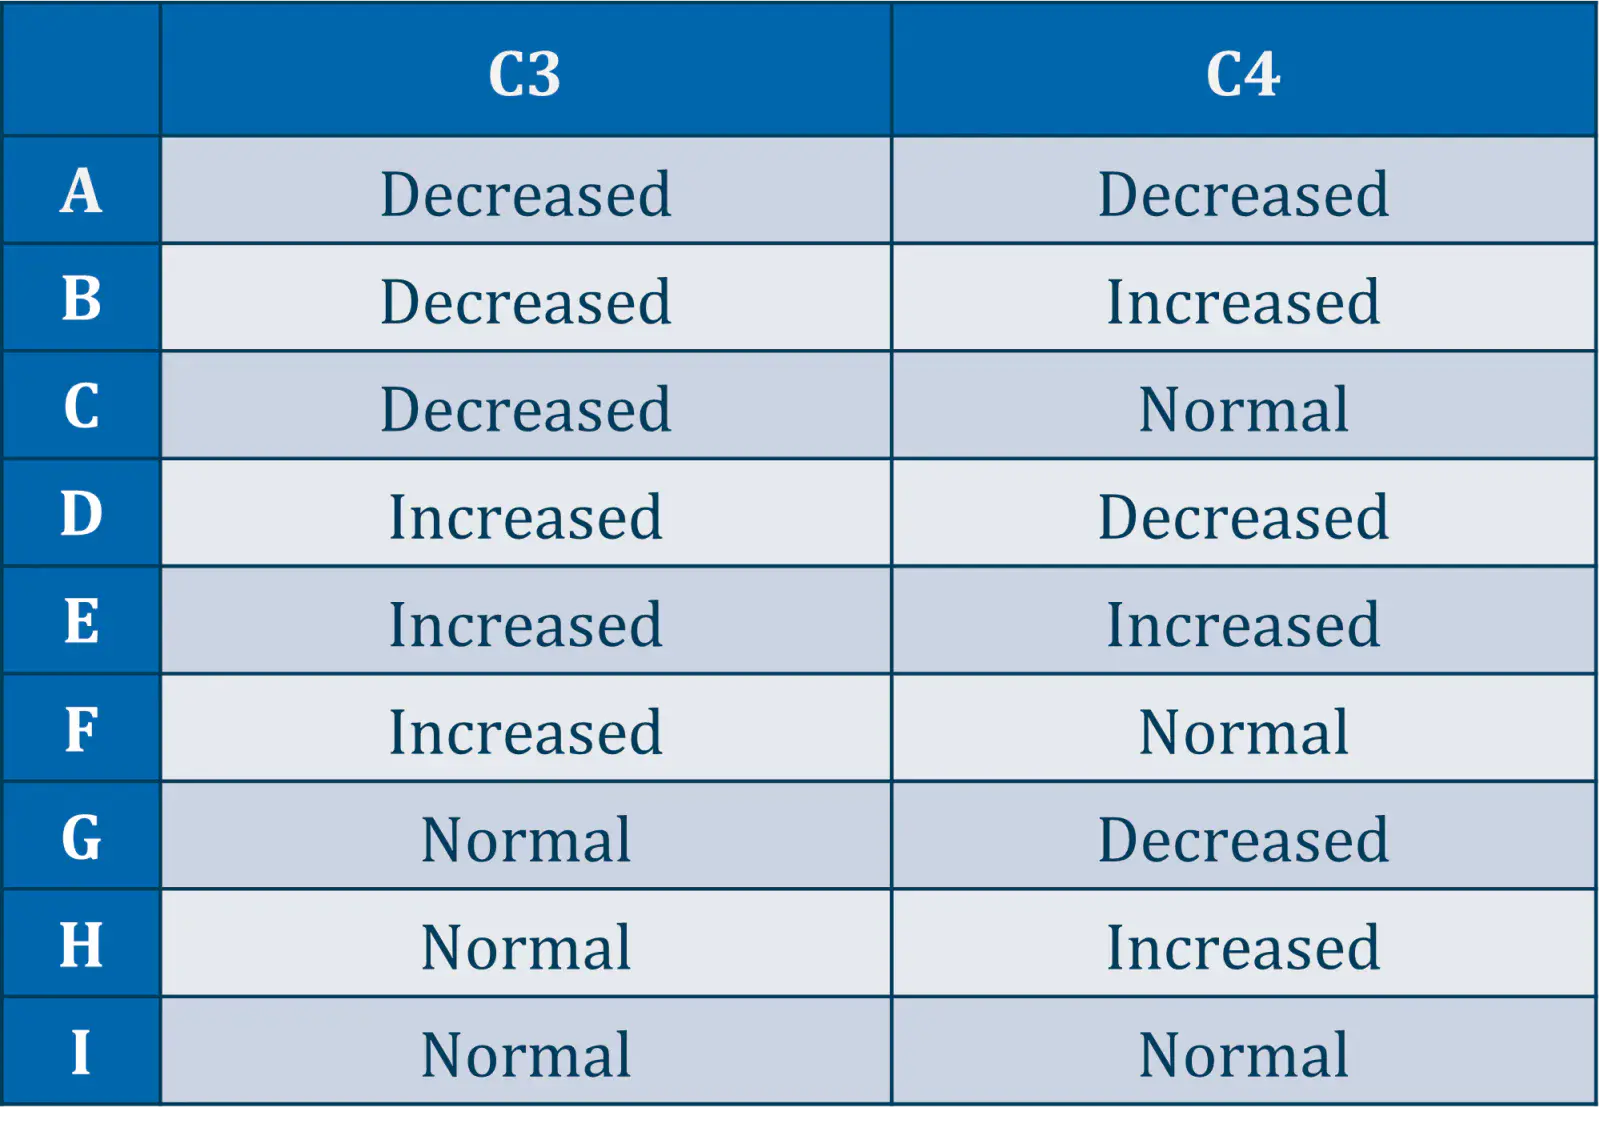 C3 C4
A Decreased Decreased
B Decreased Increased
C Decreased Normal
D Increased Decreased
E Increased Increased
F Increased Normal
G Normal Decreased
H Normal Increased
I Normal Normal